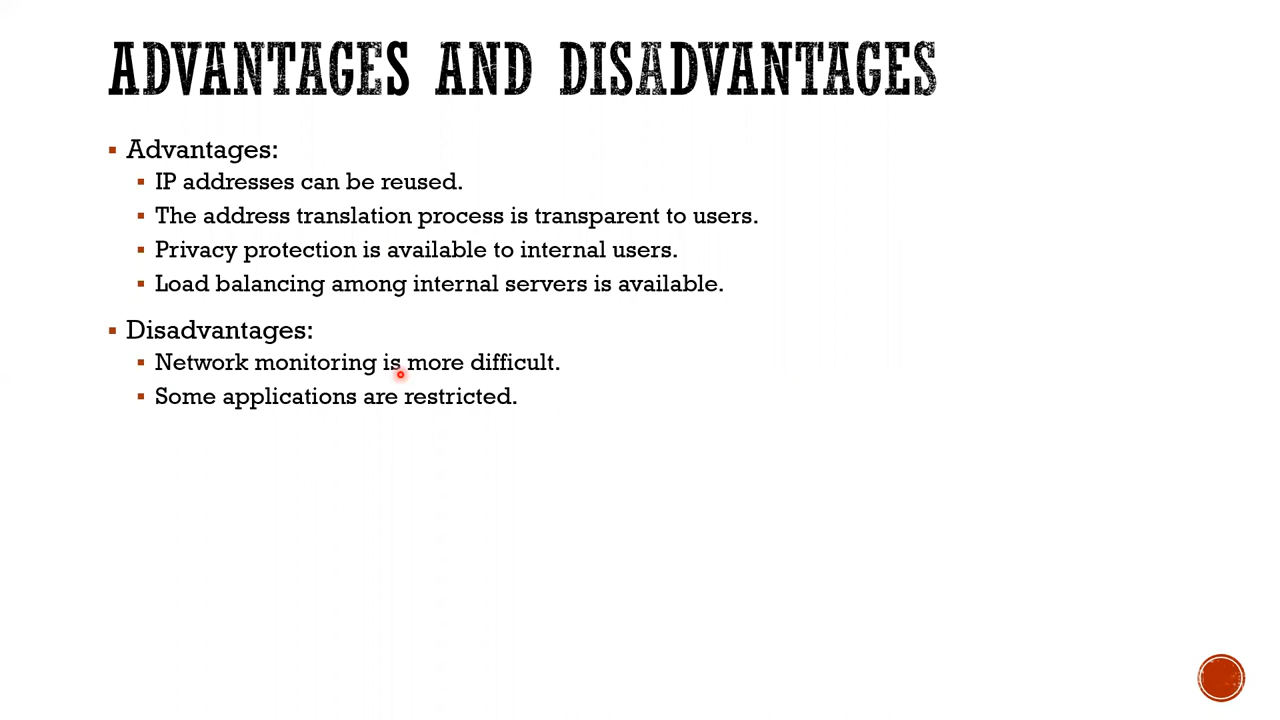 ADVANTAGES AND DISADVANTAGES
Advantages:
IP addresses can be reused.
The address translation process is transparent to users.
Privacy protection is available to internal users.
Load balancing among internal servers is available.
Disadvantages:
Network monitoring is more difficult.
Some applications are restricted.